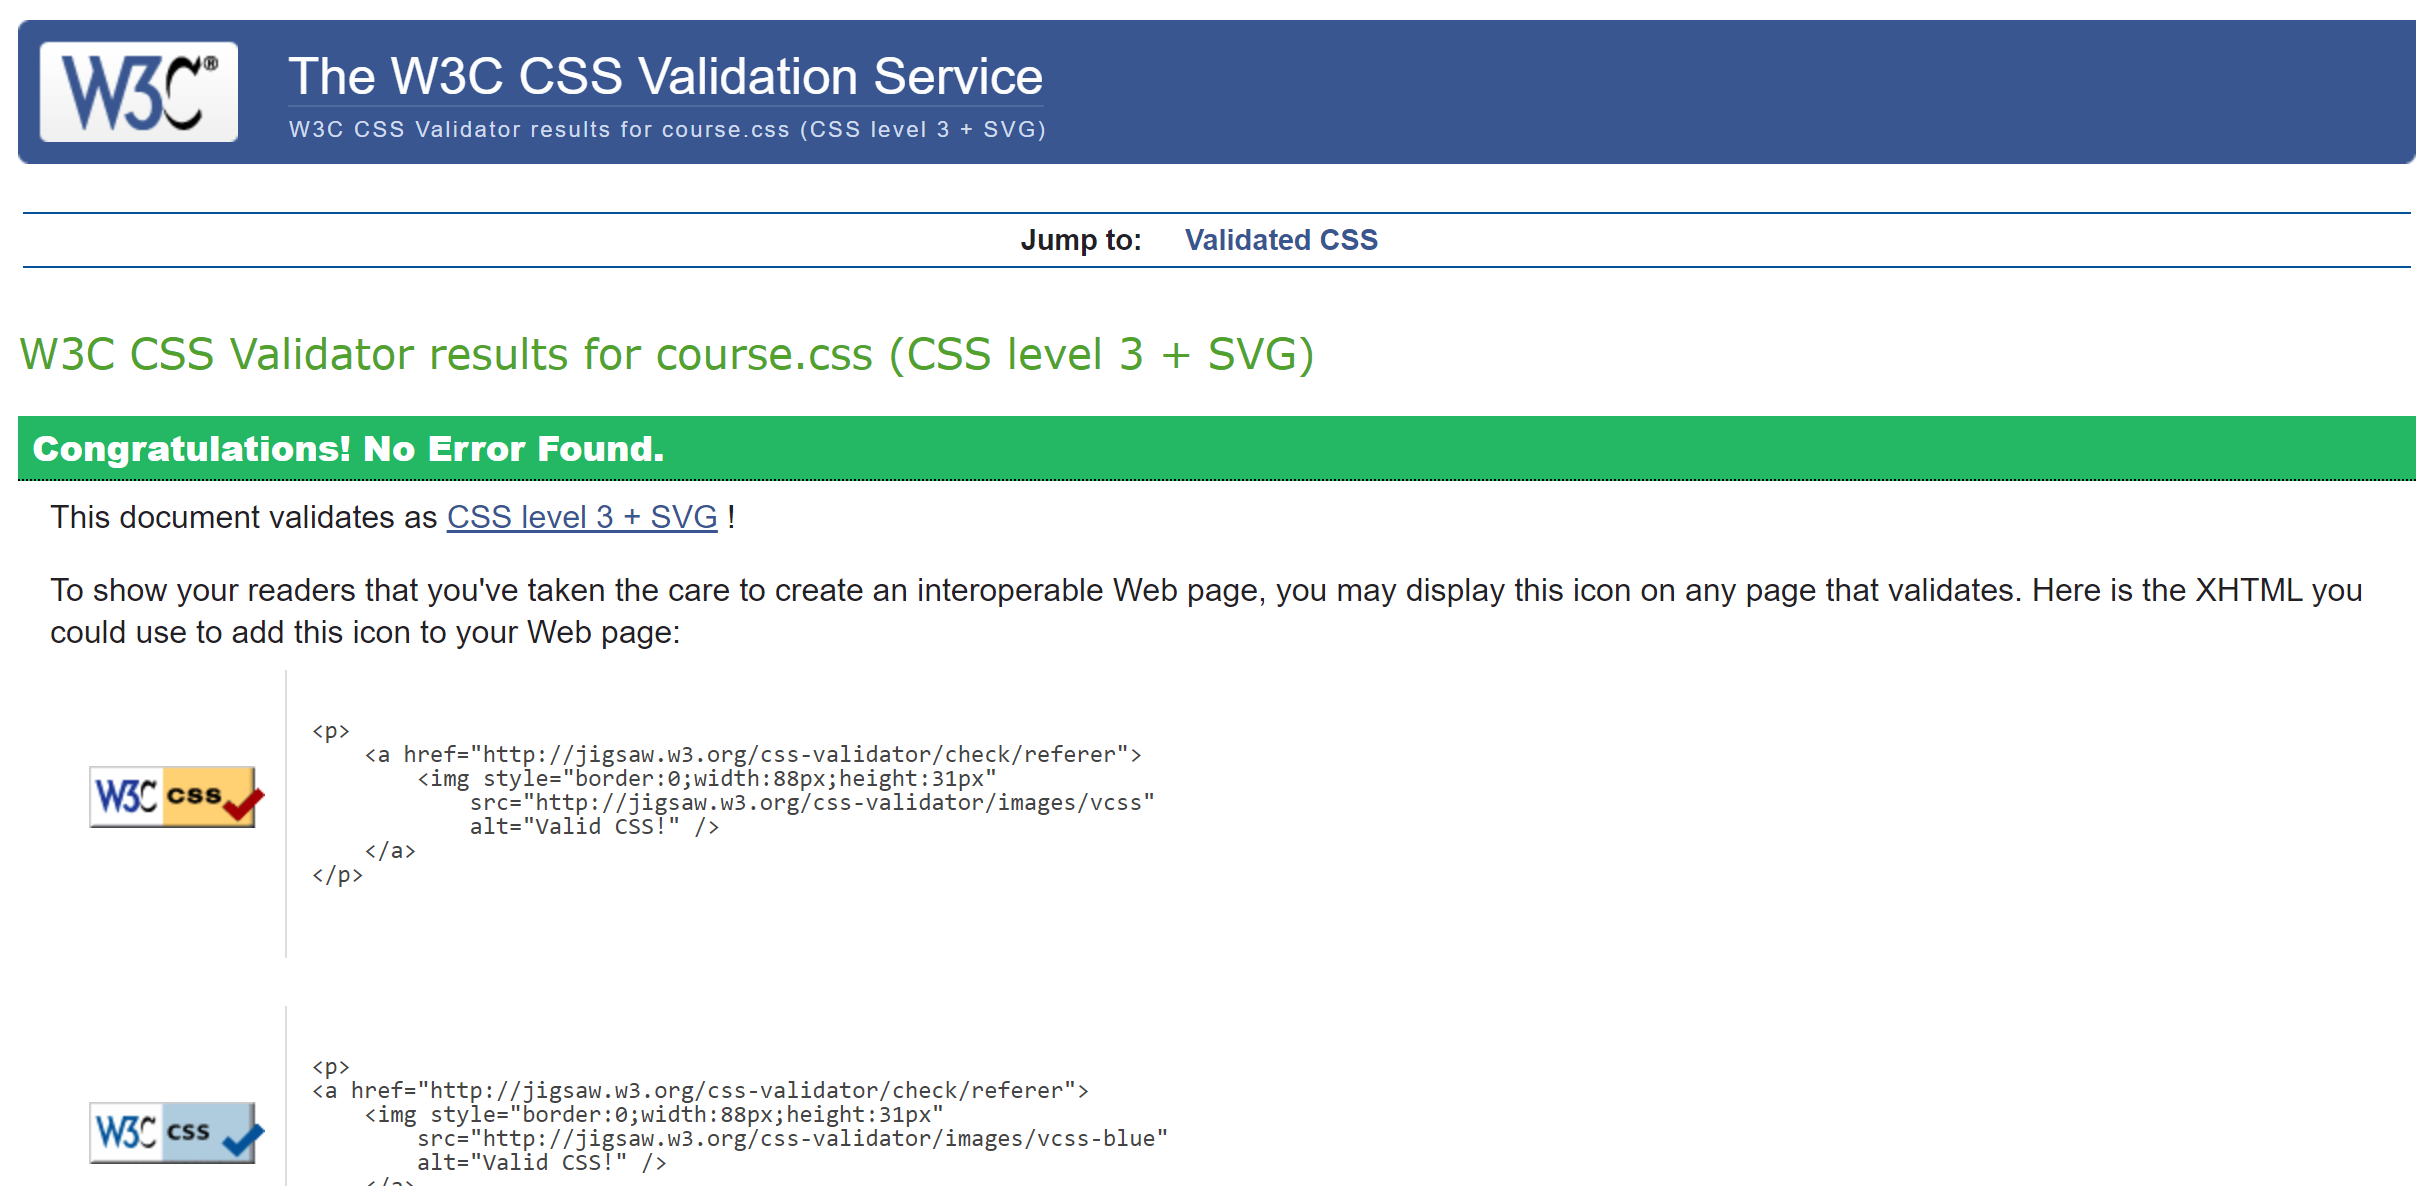 W3C®
The W3C CSS Validation Service
W3C CSS Validator results for course.css (CSS level 3 + SVG)
Jump to: Validated CSS
W3C CSS Validator results for course.css (CSS level 3 + SVG)
Congratulations! No Error Found.
This document validates as CSS level 3 + SVG !
To show your readers that you've taken the care to create an interoperable Web page, you may display this icon on any page that validates. Here is the XHTML you
could use to add this icon to your Web page:
W3C css
<p>
    <a href="http://jigsaw.w3.org/css-validator/check/referer">
        <img style="border:0;width:88px;height:31px"
            src="http://jigsaw.w3.org/css-validator/images/vcss"
            alt="Valid CSS!" />
    </a>
</p>
W3C css
<p>
<a href="http://jigsaw.w3.org/css-validator/check/referer">
    <img style="border:0;width:88px;height:31px"
        src="http://jigsaw.w3.org/css-validator/images/vcss-blue"
        alt="Valid CSS!" />
    </a>